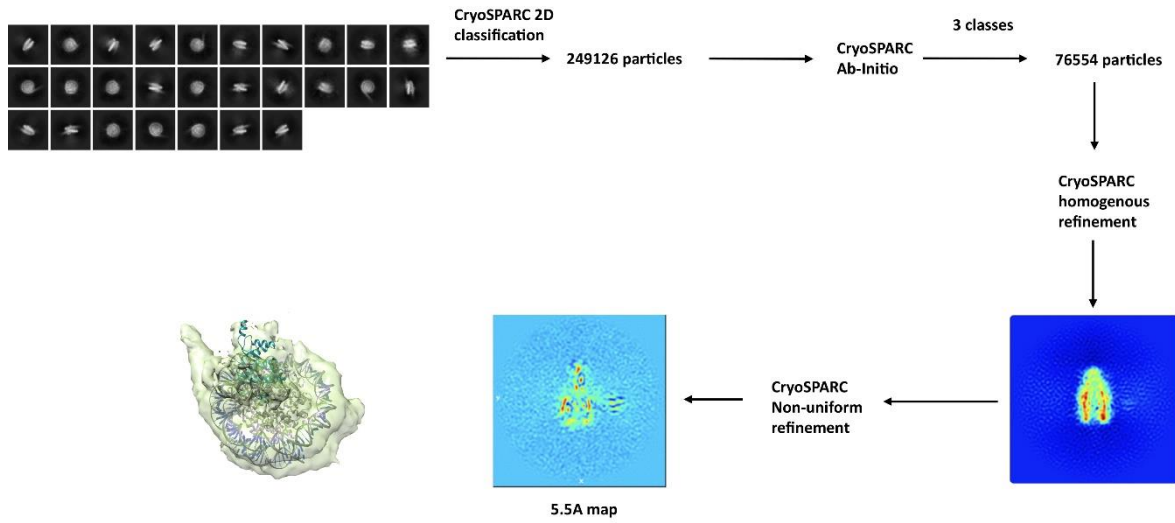 CryoSPARC 2D
classification
249126 particles
CryoSPARC
Ab-Initio
3 classes
76554 particles
CryoSPARC
homogenous
refinement
CryoSPARC
Non-uniform
refinement
5.5A map
Y
X